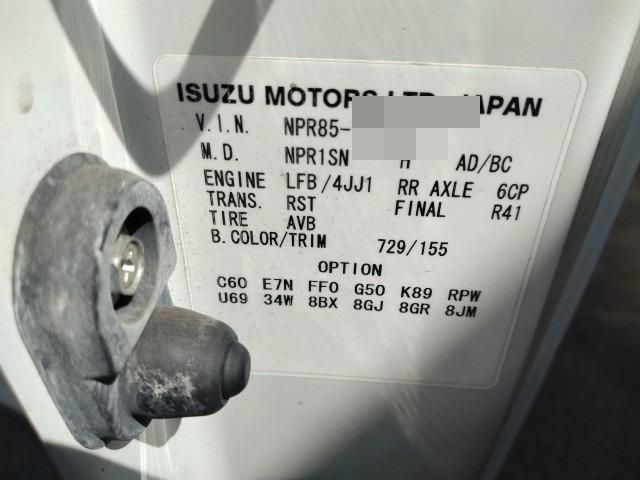 ISUZU MOTORS LTD. JAPAN
V.I.N. NPR85-
M.D. NPR1SN H AD/BC
ENGINE LFB/4JJ1 RR AXLE 6CP
TRANS. RST FINAL R41
TIRE AVB
B.COLOR/TRIM 729/155
OPTION
C60 E7N FF0 G50 K89 RPW
U69 34W 8BX 8GJ 8GR 8JM